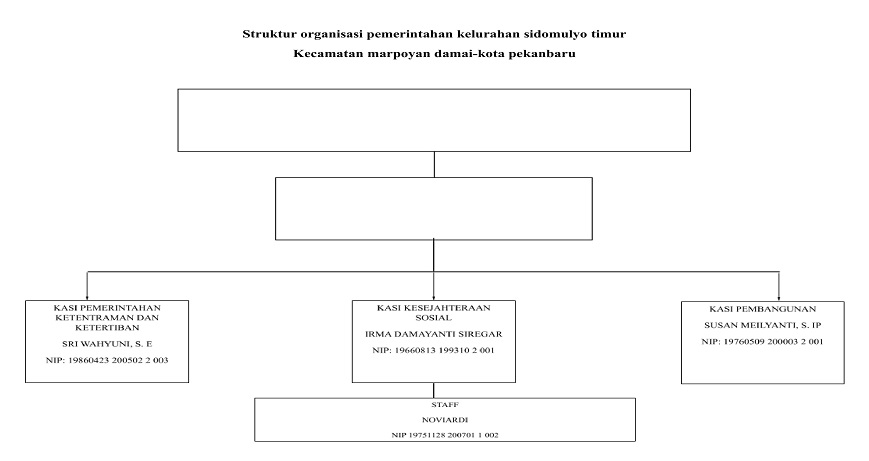 Struktur organisasi pemerintahan kelurahan sidomulyo timur
Kecamatan marpoyan damai-kota pekanbaru
KASI PEMERINTAHAN
KETENTRAMAN DAN
KETERTIBAN
SRI WAHYUNI, S. E
NIP: 19860423 200502 2 003
KASI KESEJAHTERAAN
SOSIAL
IRMA DAMAYANTI SIREGAR
NIP: 19660813 199310 2 001
KASI PEMBANGUNAN
SUSAN MEILYANTI, S. IP
NIP: 19760509 200003 2 001
STAFF
NOVIARDI
NIP 19751128 200701 1 002